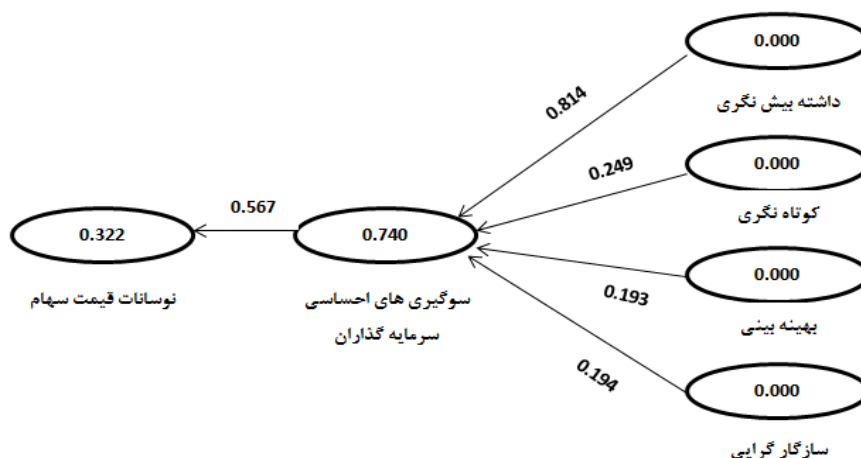 0.000
داشته بیش نگری
0.814
0.000
کوتاه نگری
0.249
0.567
0.322
نوسانات قیمت سهام
0.740
سوگیری های احساسی
سرمایه گذاران
0.000
بهینه بینی
0.193
0.000
سازگار گرایی
0.194